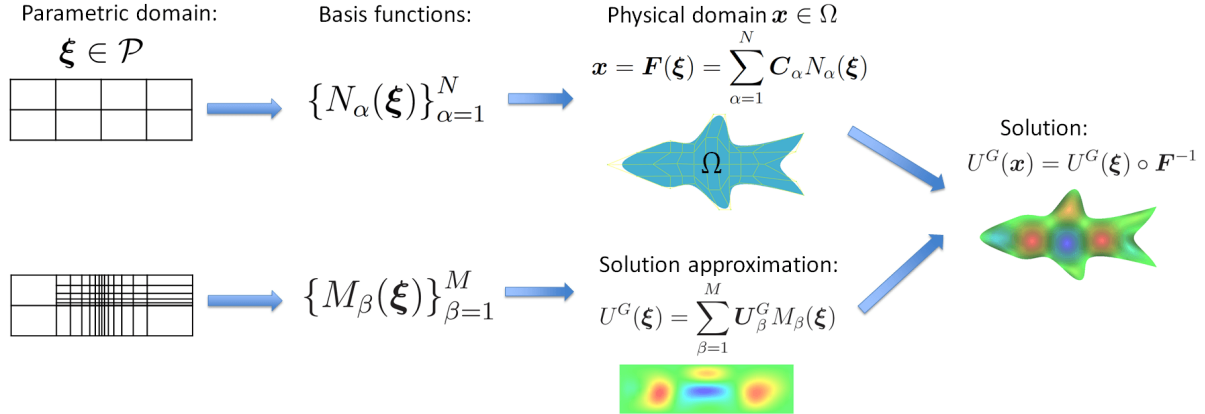 Parametric domain:
ξ ∈ 𝒫
Basis functions:
{N_α(ξ)}_{α=1}^{N}
Physical domain x ∈ Ω
x = F(ξ) = ∑_{α=1}^{N} C_α N_α(ξ)
Ω
{M_β(ξ)}_{β=1}^{M}
Solution approximation:
U^G(ξ) = ∑_{β=1}^{M} U_β^G M_β(ξ)
Solution:
U^G(x) = U^G(ξ) ∘ F^{-1}